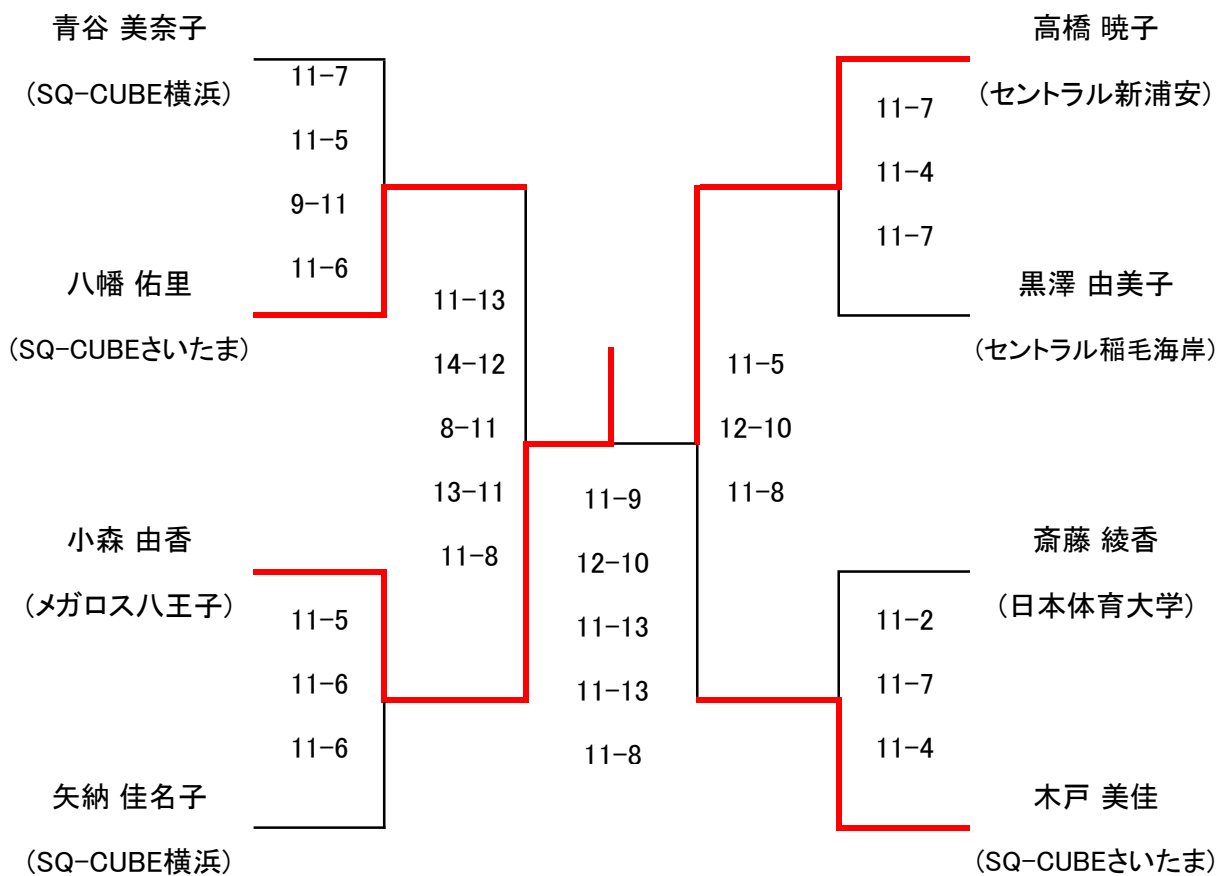 青谷 美奈子
(SQ-CUBE横浜)
11-7
11-5
9-11
11-6
八幡 佑里
(SQ-CUBEさいたま)
11-13
14-12
8-11
13-11
11-8
小森 由香
(メガロス八王子)
11-5
11-6
11-6
矢納 佳名子
(SQ-CUBE横浜)
11-9
12-10
11-13
11-13
11-8
高橋 暁子
(セントラル新浦安)
11-7
11-4
11-7
黒澤 由美子
(セントラル稲毛海岸)
11-5
12-10
11-8
斎藤 綾香
(日本体育大学)
11-2
11-7
11-4
木戸 美佳
(SQ-CUBEさいたま)